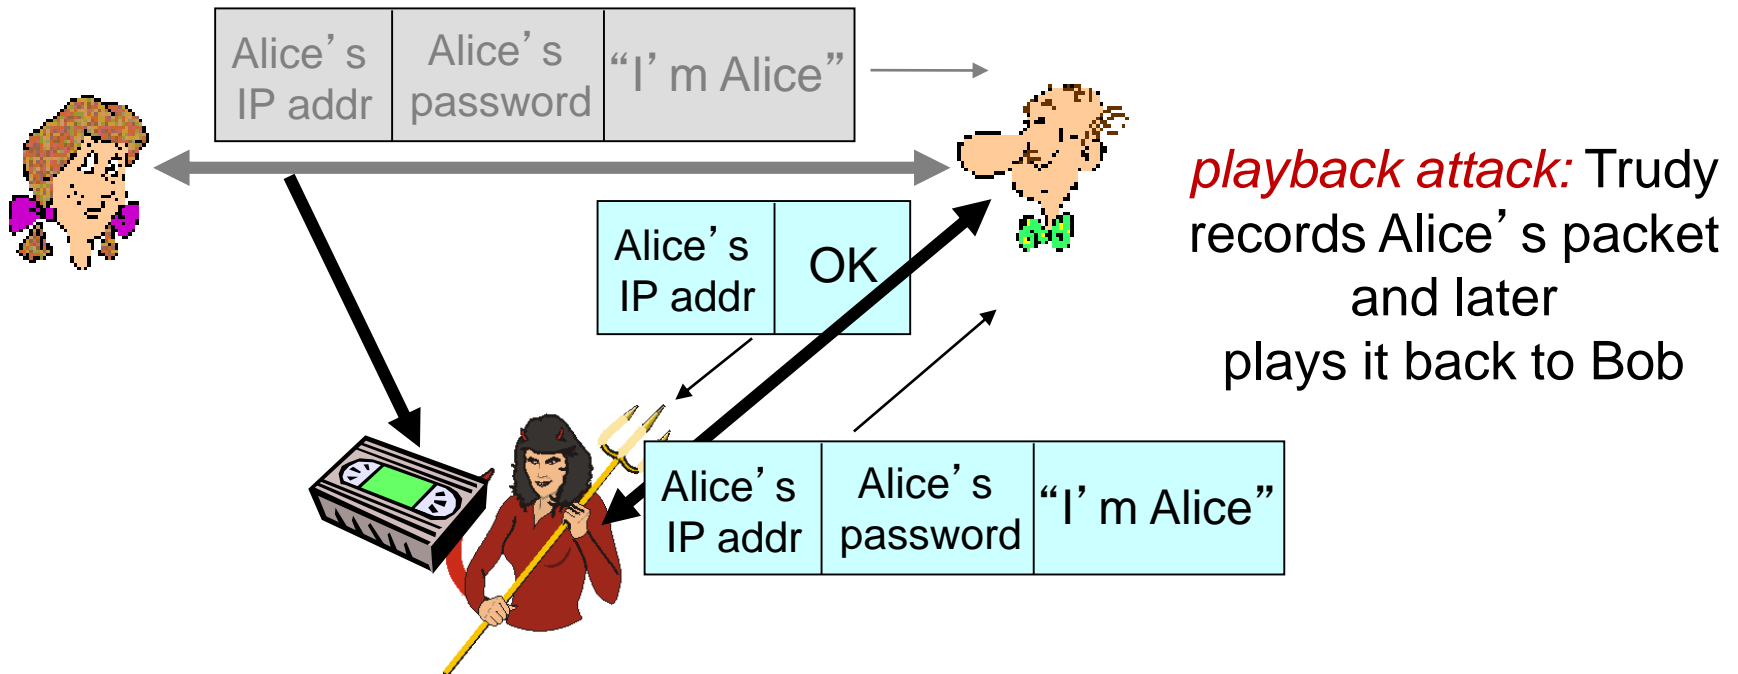 Alice’s
IP addr
Alice’s
password
“I’m Alice”
playback attack: Trudy
records Alice’s packet
and later
plays it back to Bob
Alice’s
IP addr
OK
Alice’s
IP addr
Alice’s
password
“I’m Alice”